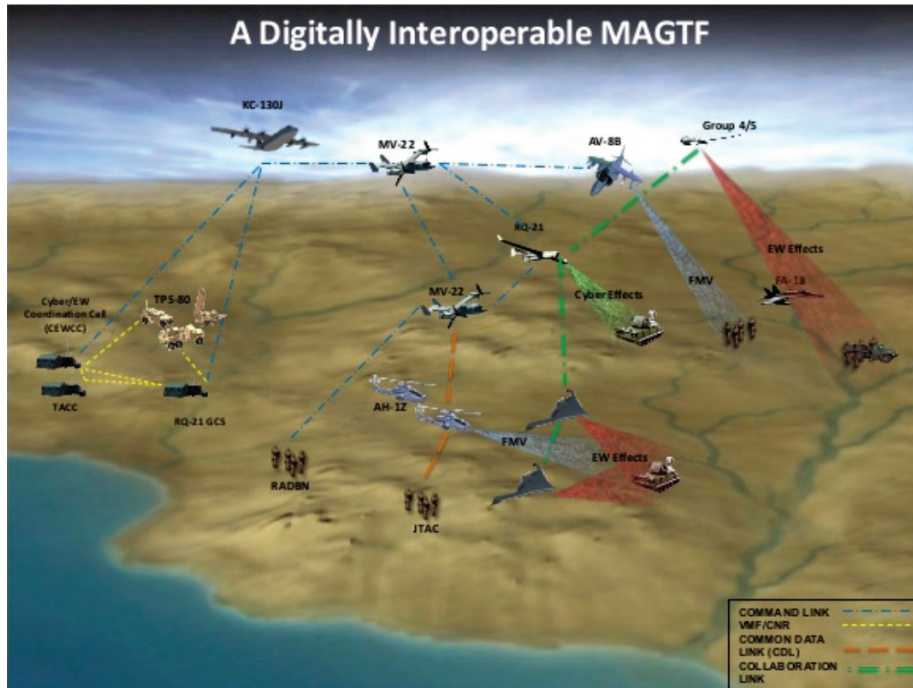 A Digitally Interoperable MAGTF
KC-130J
MV-22
AV-8B
Group 4/5
RQ-21
EW Effects
FA-18
MV-22
Cyber Effects
FMV
Cyber/EW
Coordination Cell
(CEWCC)
TPS-80
TACC
RQ-21 GCS
AH-1Z
FMV
EW Effects
RADBN
JTAC
COMMAND LINK
VMF/CNR
COMMON DATA
LINK (CDL)
COLLABORATION
LINK